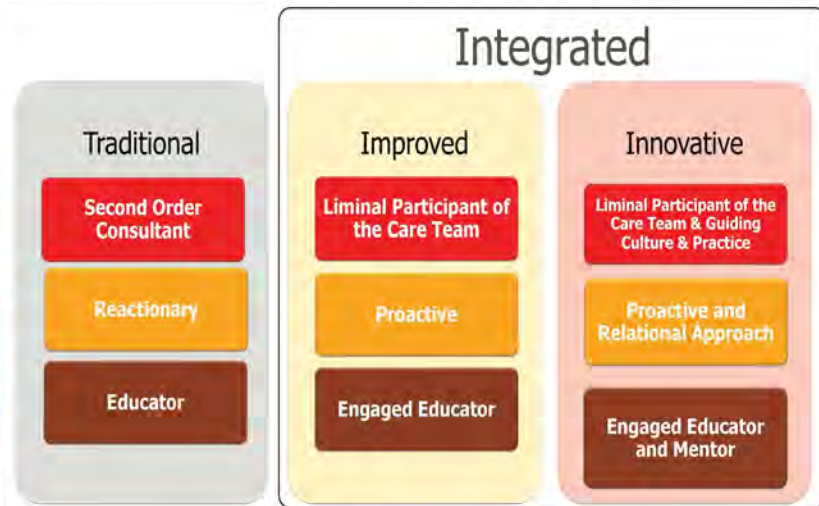 Integrated
Traditional
Second Order
Consultant
Reactionary
Educator
Improved
Liminal Participant of
the Care Team
Proactive
Engaged Educator
Innovative
Liminal Participant of the
Care Team & Guiding
Culture & Practice
Proactive and
Relational Approach
Engaged Educator
and Mentor